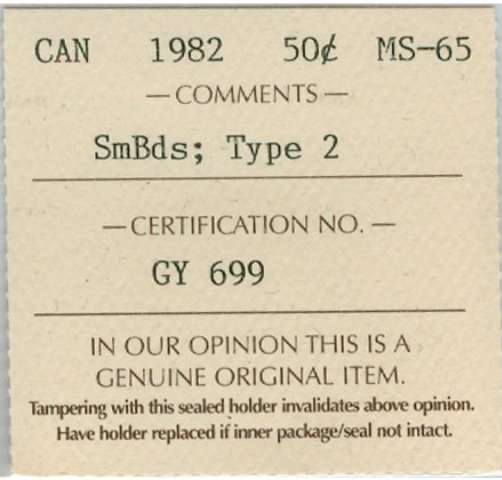 CAN 1982 50¢ MS-65
— COMMENTS —
SmBds; Type 2
— CERTIFICATION NO. —
GY 699
IN OUR OPINION THIS IS A
GENUINE ORIGINAL ITEM.
Tampering with this sealed holder invalidates above opinion.
Have holder replaced if inner package/seal not intact.